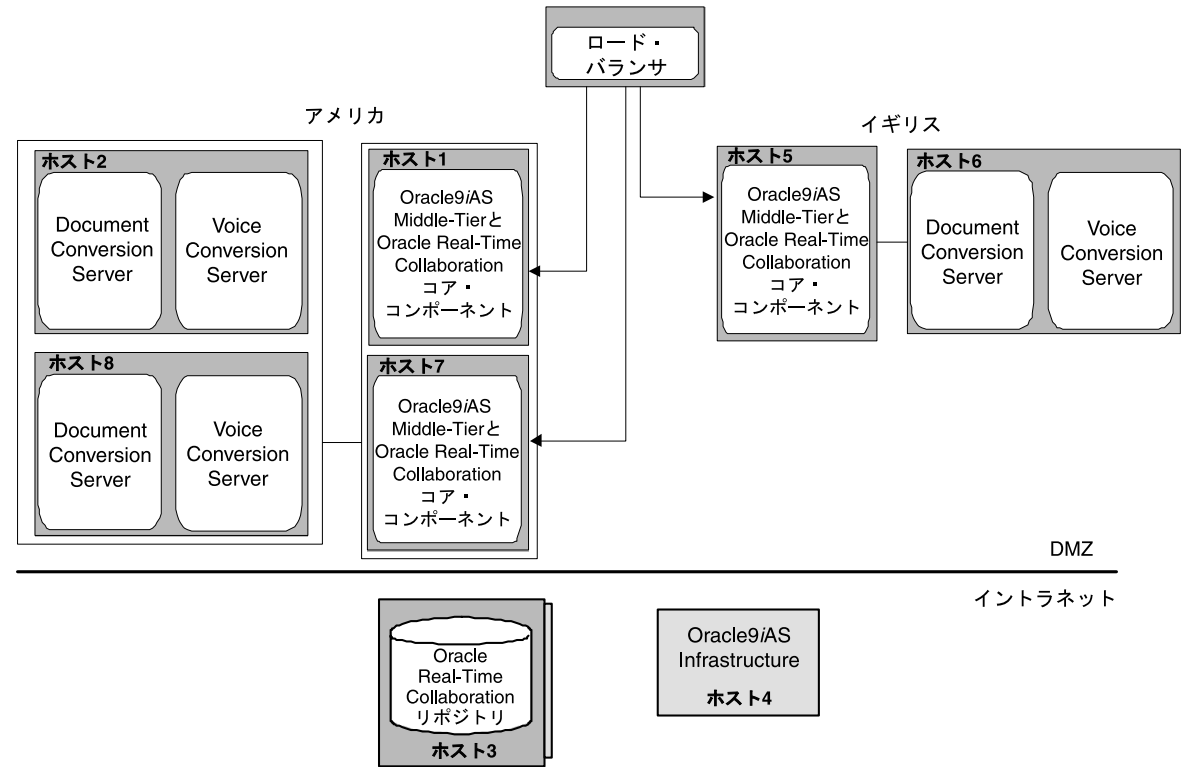 ロード・
バランサ
アメリカ
イギリス
ホスト2
Document
Conversion
Server
Voice
Conversion
Server
ホスト1
Oracle9iAS
Middle-Tierと
Oracle Real-Time
Collaboration
コア・
コンポーネント
ホスト5
Oracle9iAS
Middle-Tierと
Oracle Real-Time
Collaboration
コア・
コンポーネント
ホスト6
Document
Conversion
Server
Voice
Conversion
Server
ホスト8
Document
Conversion
Server
Voice
Conversion
Server
ホスト7
Oracle9iAS
Middle-Tierと
Oracle Real-Time
Collaboration
コア・
コンポーネント
DMZ
イントラネット
Oracle
Real-Time
Collaboration
リポジトリ
ホスト3
Oracle9iAS
Infrastructure
ホスト4